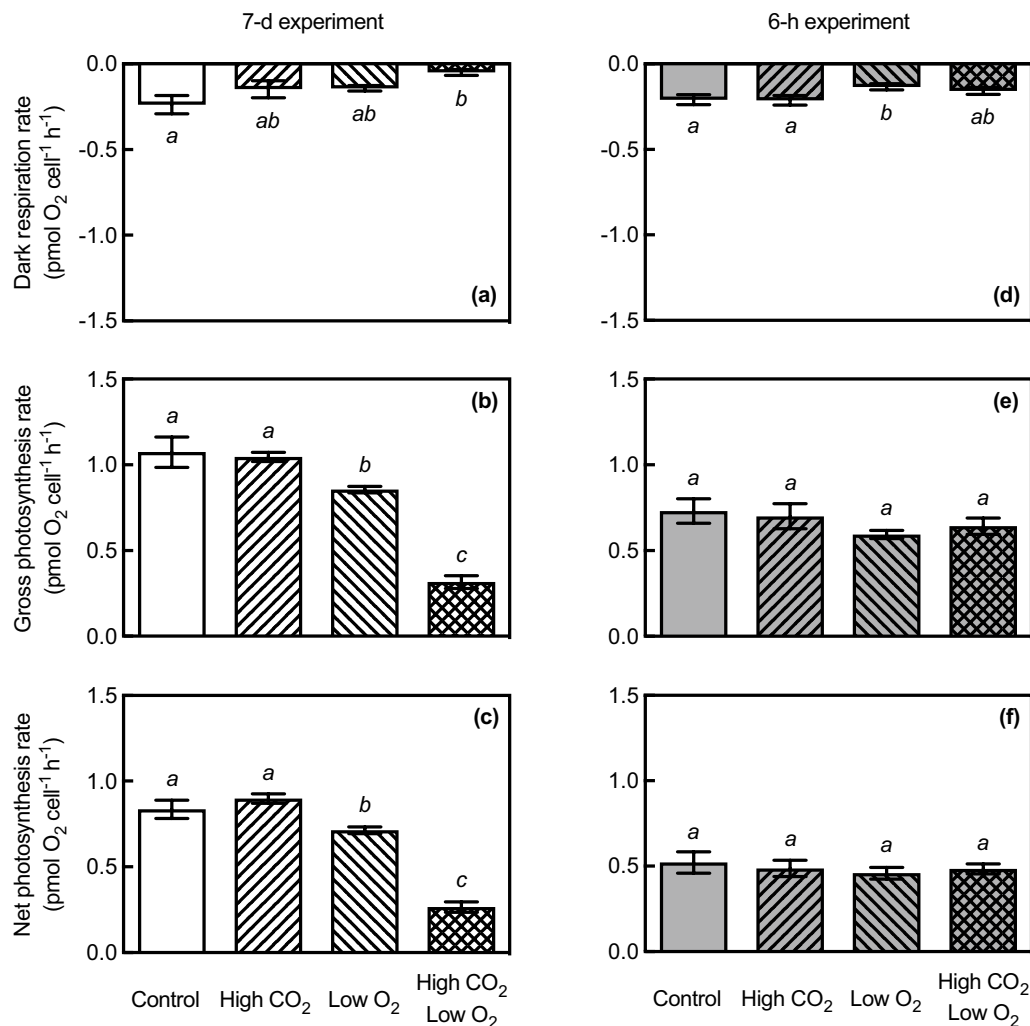 7-d experiment
6-h experiment
Dark respiration rate
(pmol O₂ cell⁻¹ h⁻¹)
0.0
-0.5
-1.0
-1.5
a
ab
ab
b
(a)
0.0
-0.5
-1.0
-1.5
a
a
b
ab
(d)
Gross photosynthesis rate
(pmol O₂ cell⁻¹ h⁻¹)
1.5
1.0
0.5
0.0
a
a
b
c
(b)
1.5
1.0
0.5
0.0
a
a
a
a
(e)
Net photosynthesis rate
(pmol O₂ cell⁻¹ h⁻¹)
1.5
1.0
0.5
0.0
a
a
b
c
(c)
1.5
1.0
0.5
0.0
a
a
a
a
(f)
Control
High CO₂
Low O₂
High CO₂
Low O₂
Control
High CO₂
Low O₂
High CO₂
Low O₂